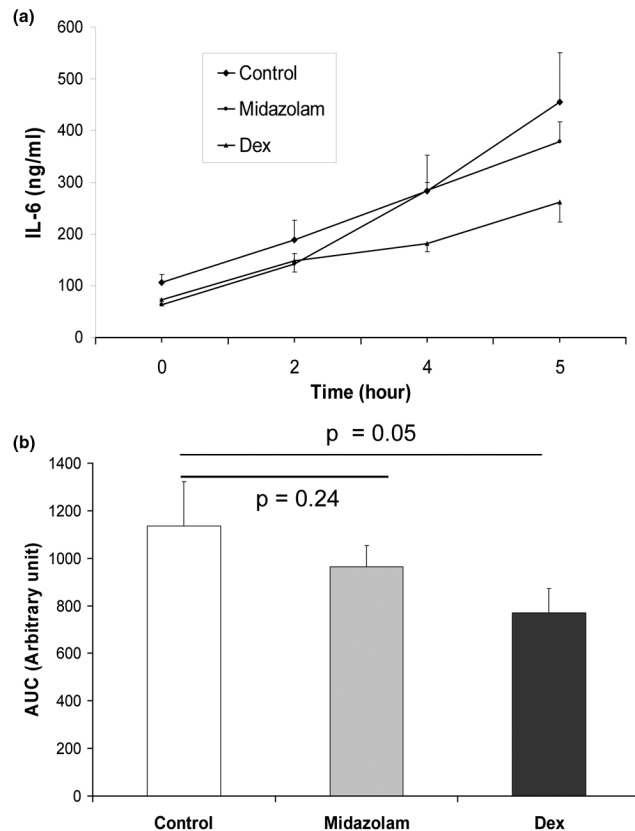 (a)
600
500
400
300
200
100
0
IL-6 (ng/ml)
Control
Midazolam
Dex
0 2 4 5
Time (hour)
(b)
p = 0.05
p = 0.24
1400
1200
1000
800
600
400
200
0
AUC (Arbitrary unit)
Control Midazolam Dex